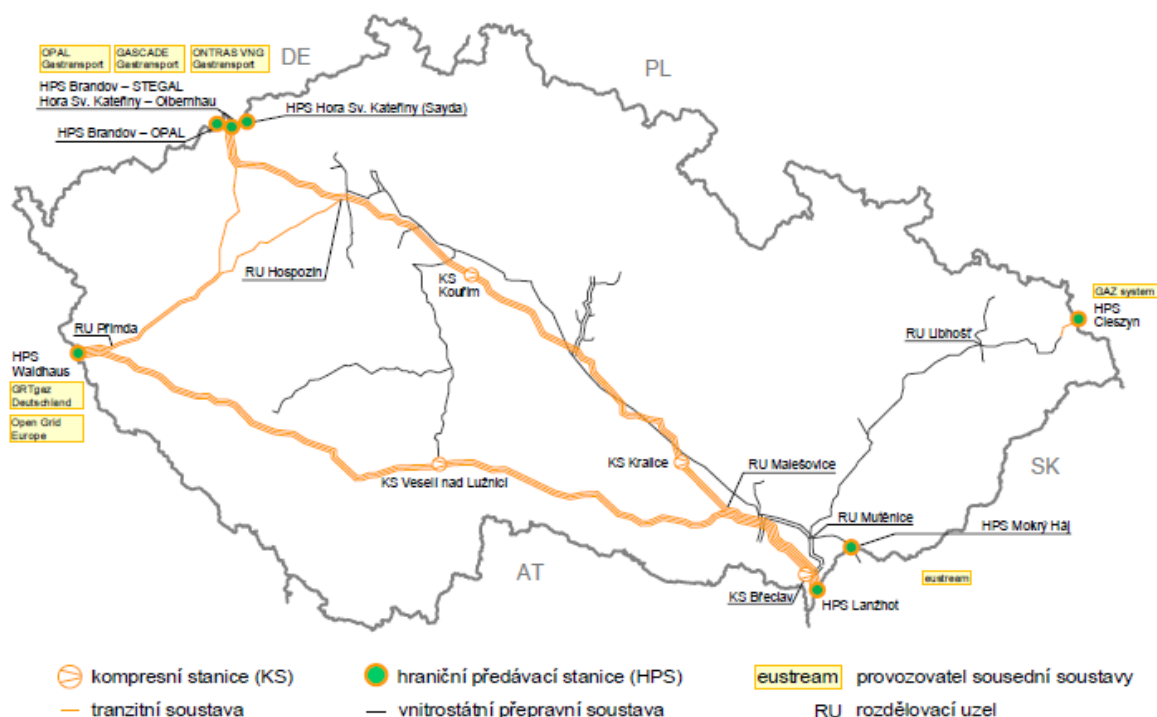 OPAL
Gastransport
GASCADE
Gastransport
ONTRAS VNG
Gastransport
DE
PL
HPS Brandov – STEGAL
Hora Sv. Kateřiny – Olbernhau
HPS Hora Sv. Kateřiny (Sayda)
HPS Brandov – OPAL
RU Hospozín
KS
Kouřim
GAZ system
HPS
Cieszyn
RU Libhošť
RU Přimda
HPS
Waidhaus
GRTgaz
Deutschland
Open Grid
Europe
KS Kralice
RU Malešovice
SK
KS Veselí nad Lužnicí
RU Mutěnice
HPS Mokrý Háj
AT
eustream
KS Břeclav
HPS Lanžhot
kompresní stanice (KS)
hraniční předávací stanice (HPS)
eustream
provozovatel sousední soustavy
tranzitní soustava
vnitrostátní přepravní soustava
RU rozdělovací uzel